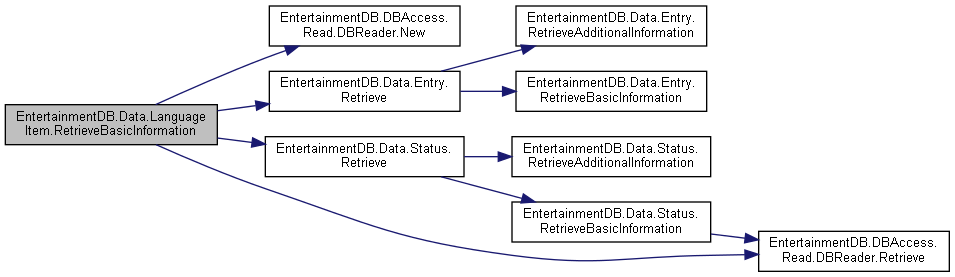 EntertainmentDB.DBAccess.
Read.DBReader.New
EntertainmentDB.Data.Entry.
RetrieveAdditionalInformation
EntertainmentDB.Data.Entry.
Retrieve
EntertainmentDB.Data.Entry.
RetrieveBasicInformation
EntertainmentDB.Data.Language
Item.RetrieveBasicInformation
EntertainmentDB.Data.Status.
Retrieve
EntertainmentDB.Data.Status.
RetrieveAdditionalInformation
EntertainmentDB.Data.Status.
RetrieveBasicInformation
EntertainmentDB.DBAccess.
Read.DBReader.Retrieve